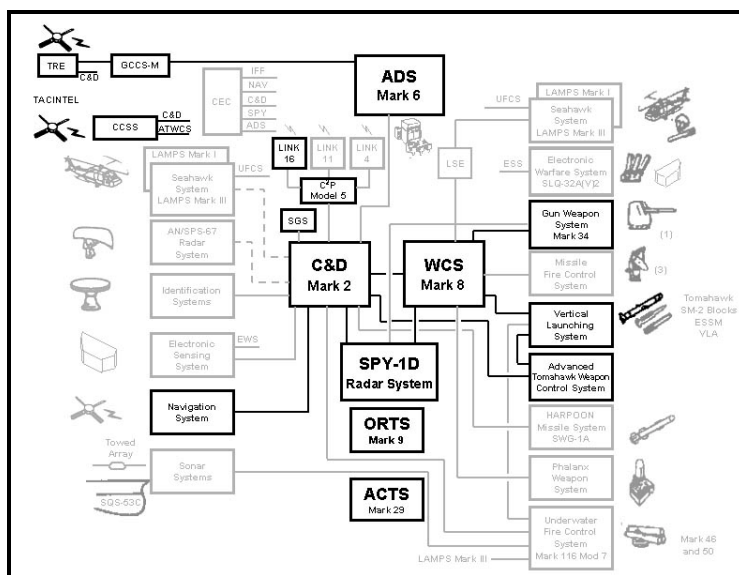 TRE
C&D
GCCS-M
TACINTEL
CCSS
C&D
ATWCS
CEC
IFF
NAV
C&D
SPY
ADS
ADS
Mark 6
LINK
16
LINK
11
LINK
4
C²P
Model 5
SGS
LAMPS Mark I
Seahawk
System
LAMPS Mark III
UFCS
AN/SPS-67
Radar
System
Identification
Systems
Electronic
Sensing
System
EWS
Navigation
System
Towed
Array
SQS-53C
Sonar
Systems
C&D
Mark 2
WCS
Mark 8
SPY-1D
Radar System
ORTS
Mark 9
ACTS
Mark 29
LSE
UFCS
LAMPS Mark I
Seahawk
System
LAMPS Mark III
ESS
Electronic
Warfare System
SLQ-32A(V)2
Gun Weapon
System
Mark 34
(1)
Missile
Fire Control
System
(3)
Vertical
Launching
System
Tomahawk
SM-2 Blocks
ESSM
VLA
Advanced
Tomahawk Weapon
Control System
HARPOON
Missile System
SWG-1A
Phalanx
Weapon
System
Underwater
Fire Control
System
Mark 116 Mod 7
LAMPS Mark III
Mark 46
and 50